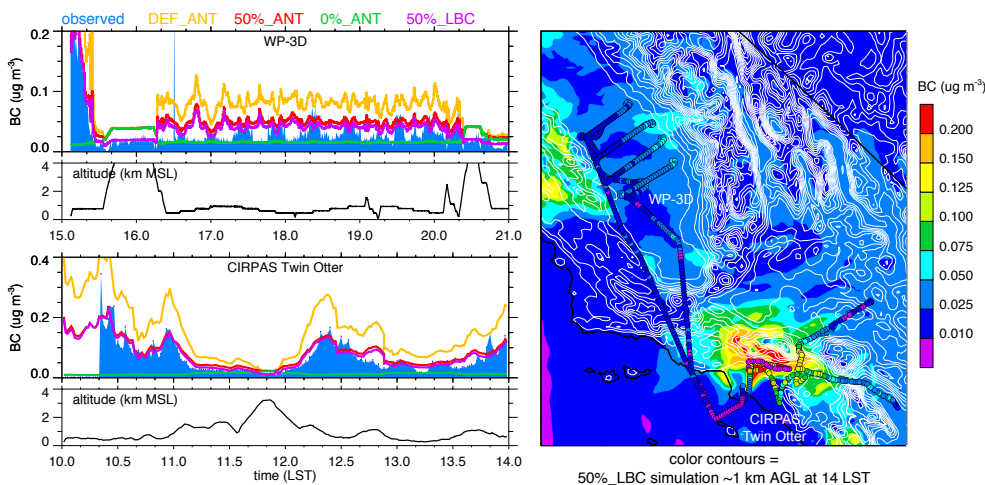 observed DEF_ANT 50%_ANT 0%_ANT 50%_LBC
WP-3D
BC (ug m-3)
0.2
0.1
0.0
altitude (km MSL)
4
2
0
15.0 16.0 17.0 18.0 19.0 20.0 21.0
CIRPAS Twin Otter
BC (ug m-3)
0.4
0.2
0.0
altitude (km MSL)
4
2
0
10.0 10.5 11.0 11.5 12.0 12.5 13.0 13.5 14.0
time (LST)
WP-3D
CIRPAS
Twin Otter
BC (ug m-3)
0.200
0.150
0.125
0.100
0.075
0.050
0.025
0.010
color contours =
50%_LBC simulation ~1 km AGL at 14 LST